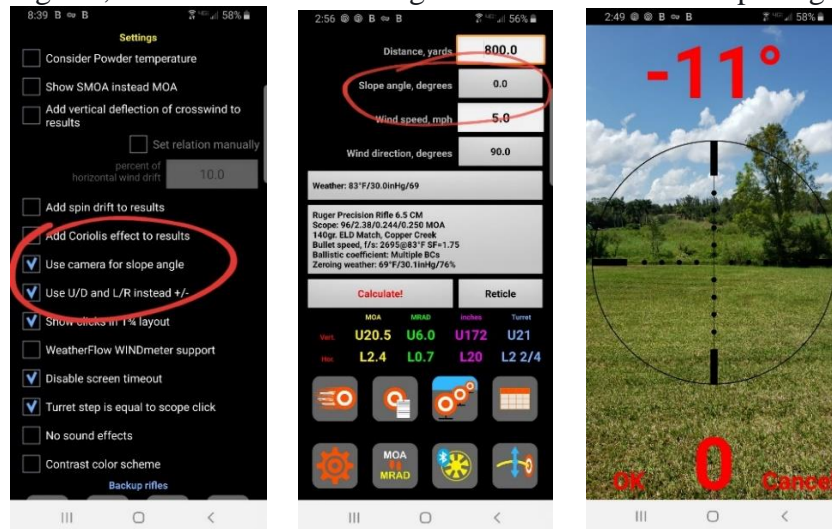 8:39 B ∞ B 58%
Settings
Consider Powder temperature
Show SMOA instead MOA
Add vertical deflection of crosswind to
results
Set relation manually
percent of
horizontal wind drift 10.0
Add spin drift to results
Add Coriolis effect to results
Use camera for slope angle
Use U/D and L/R instead +/-
Show clicks in 1¾ layout
WeatherFlow WINDmeter support
Disable screen timeout
Turret step is equal to scope click
No sound effects
Contrast color scheme
Backup rifles
2:56 B ∞ B 56%
Distance, yards 800.0
Slope angle, degrees 0.0
Wind speed, mph 5.0
Wind direction, degrees 90.0
Weather: 83°F/30.0inHg/69
Ruger Precision Rifle 6.5 CM
Scope: 96/2.38/0.244/0.250 MOA
140gr. ELD Match, Copper Creek
Bullet speed, f/s: 2695@83°F SF=1.75
Ballistic coefficient: Multiple BCs
Zeroing weather: 69°F/30.1inHg/76%
Calculate! Reticle
MOA MRAD Inches Turret
Vert. U20.5 U6.0 U172 U21
Hor. L2.4 L0.7 L20 L2 2/4
MOA
MRAD
2:49 B ∞ B 58%
-11°
OK 0 Cance